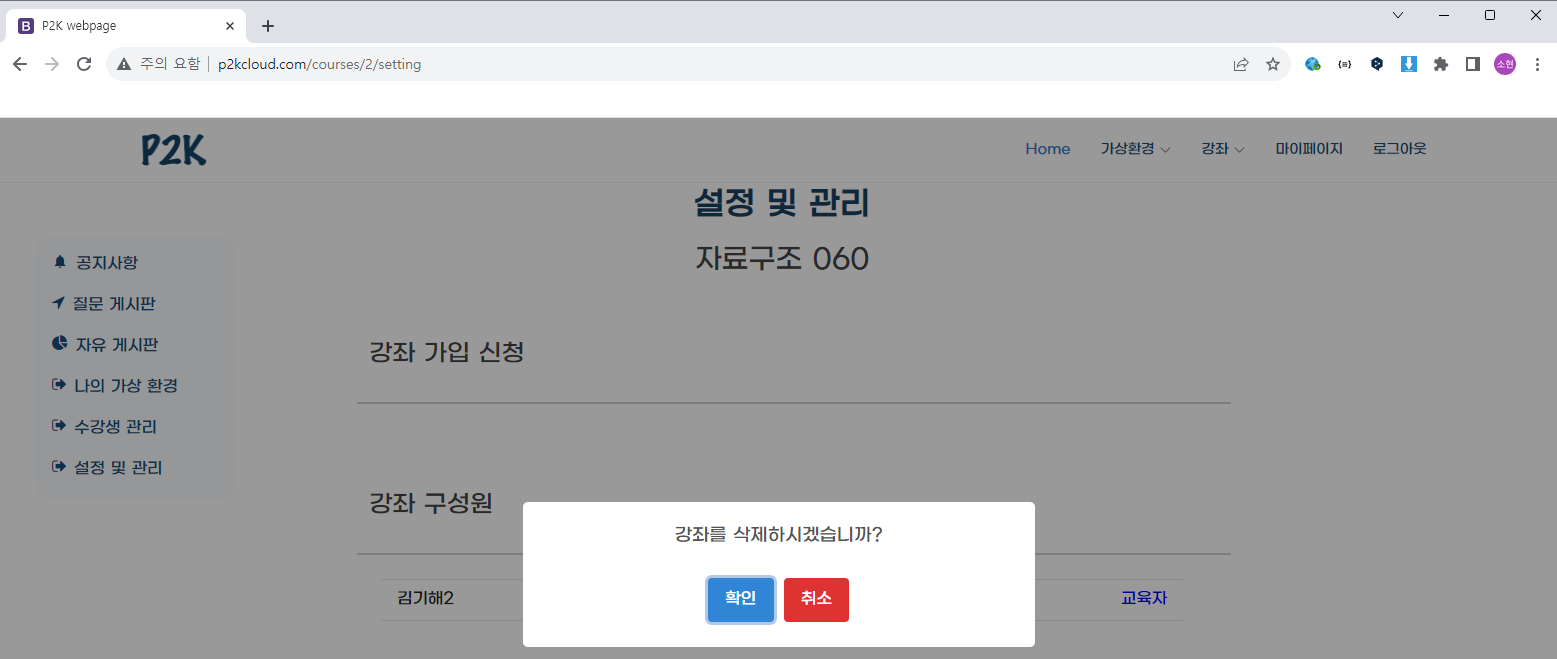 P2K webpage
주의 요함 p2kcloud.com/courses/2/setting
소현
P2K
Home 가상환경 강좌 마이페이지 로그아웃
설정 및 관리
자료구조 060
공지사항
질문 게시판
자유 게시판
나의 가상 환경
수강생 관리
설정 및 관리
강좌 가입 신청
강좌 구성원
김기해2 교육자
강좌를 삭제하시겠습니까?
확인 취소